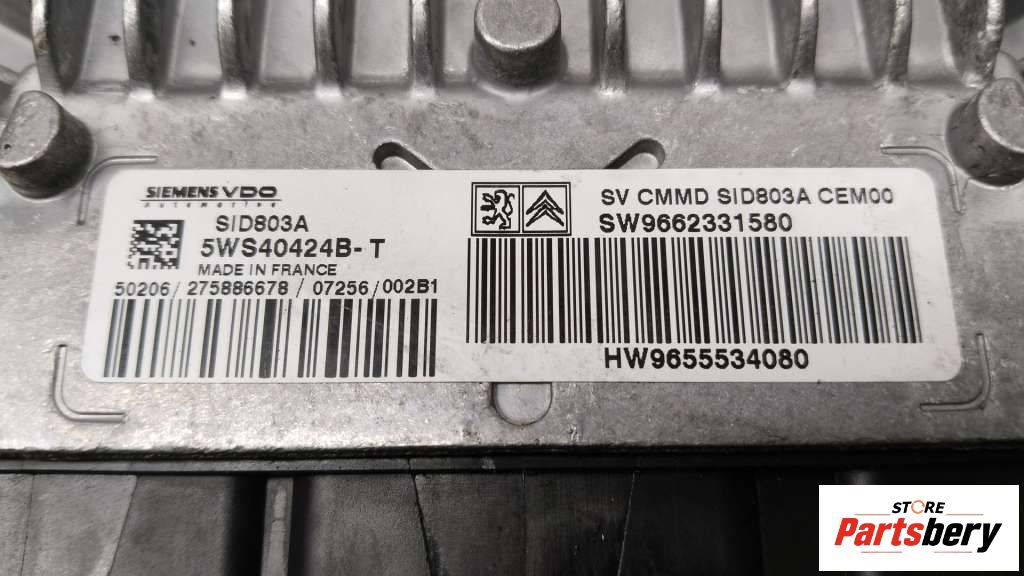 SIEMENS VDO
Automotive
SID803A
5WS40424B-T
MADE IN FRANCE
50206/275886678/07256/002B1
SV CMMD SID803A CEM00
SW9662331580
HW9655534080
STORE
Partsbery